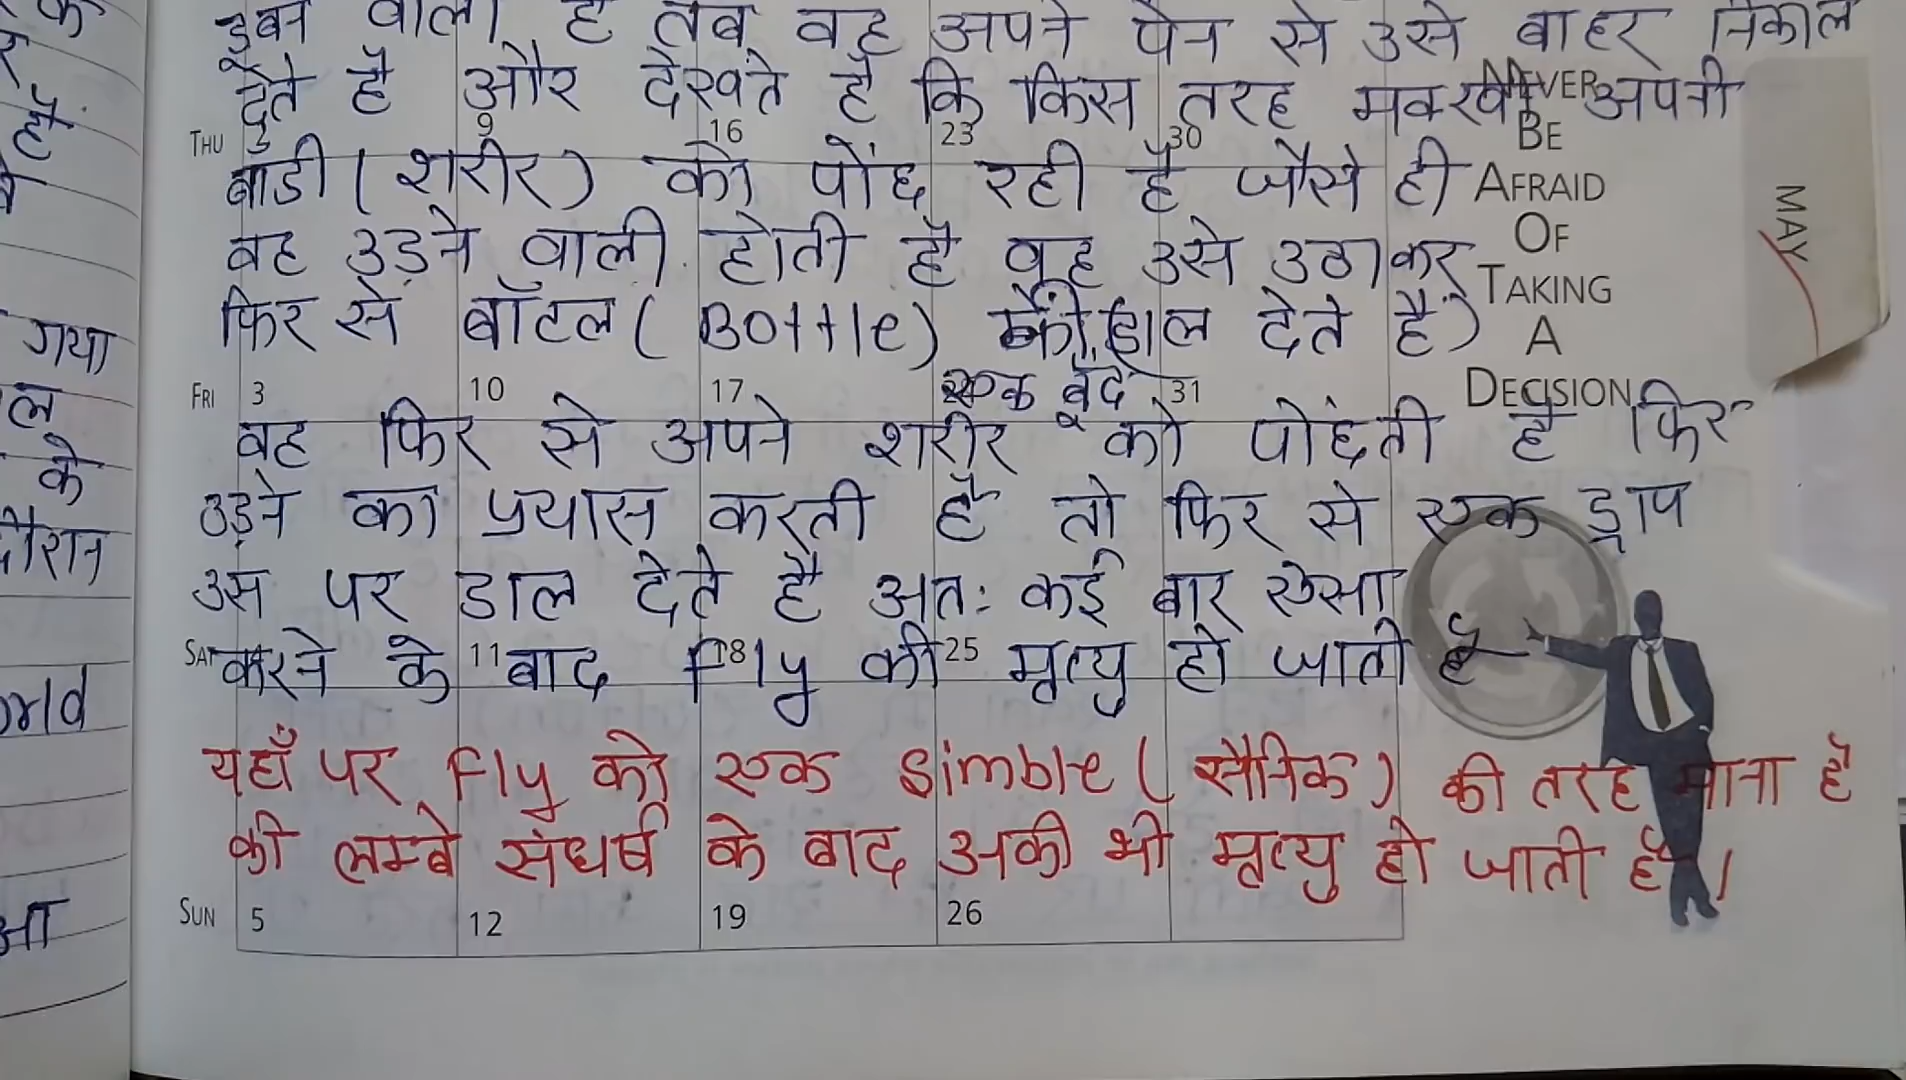 डूबने वाली है तब वह अपने पेन से उसे बाहर निकाल
देते है और देखते है कि किस तरह मक्खी अपनी
NEVER
THU 2 9 16 23 30
BE
बॉडी (शरीर) को पोंछ रही है जैसे ही
AFRAID
MAY
वह उड़ने वाली होती है वह उसे उठाकर
OF
TAKING
फिर से बॉटल (Bottle) में डाल देते है)
A
FRI 3 10 17 31
एक बूंद
DECISION
वह फिर से अपने शरीर को पोंछती है फिर
उड़ने का प्रयास करती है तो फिर से एक ड्राप
उस पर डाल देते है अतः कई बार ऐसा
SAT 11 18 25
करने के बाद Fly की मृत्यु हो जाती है
यहाँ पर Fly को एक Simble (सैनिक) की तरह माना है
की लम्बे संघर्ष के बाद अकी भी मृत्यु हो जाती है।
SUN 5 12 19 26
गया
ल
के
दौरान
orld